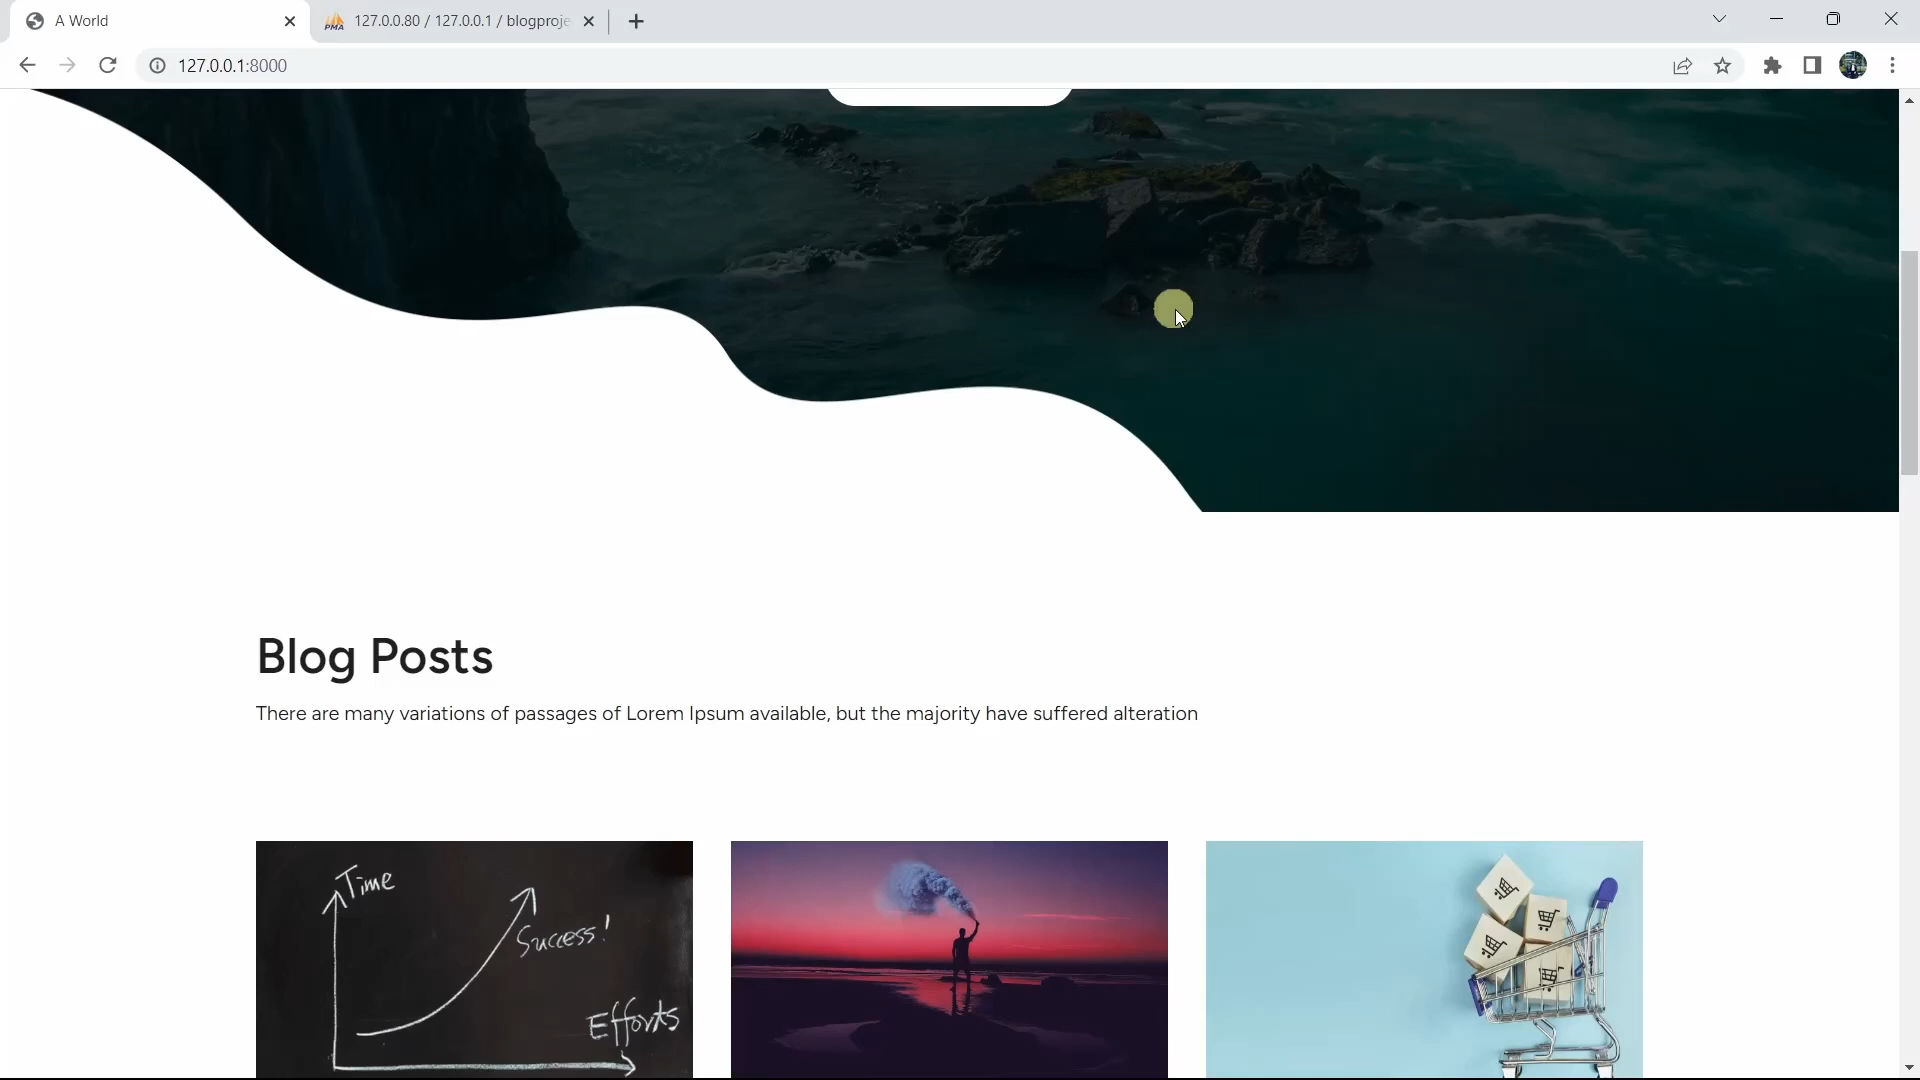 A World
PMA 127.0.0.80 / 127.0.0.1 / blogproje
127.0.0.1:8000
Blog Posts
There are many variations of passages of Lorem Ipsum available, but the majority have suffered alteration
Time
Success!
Efforts